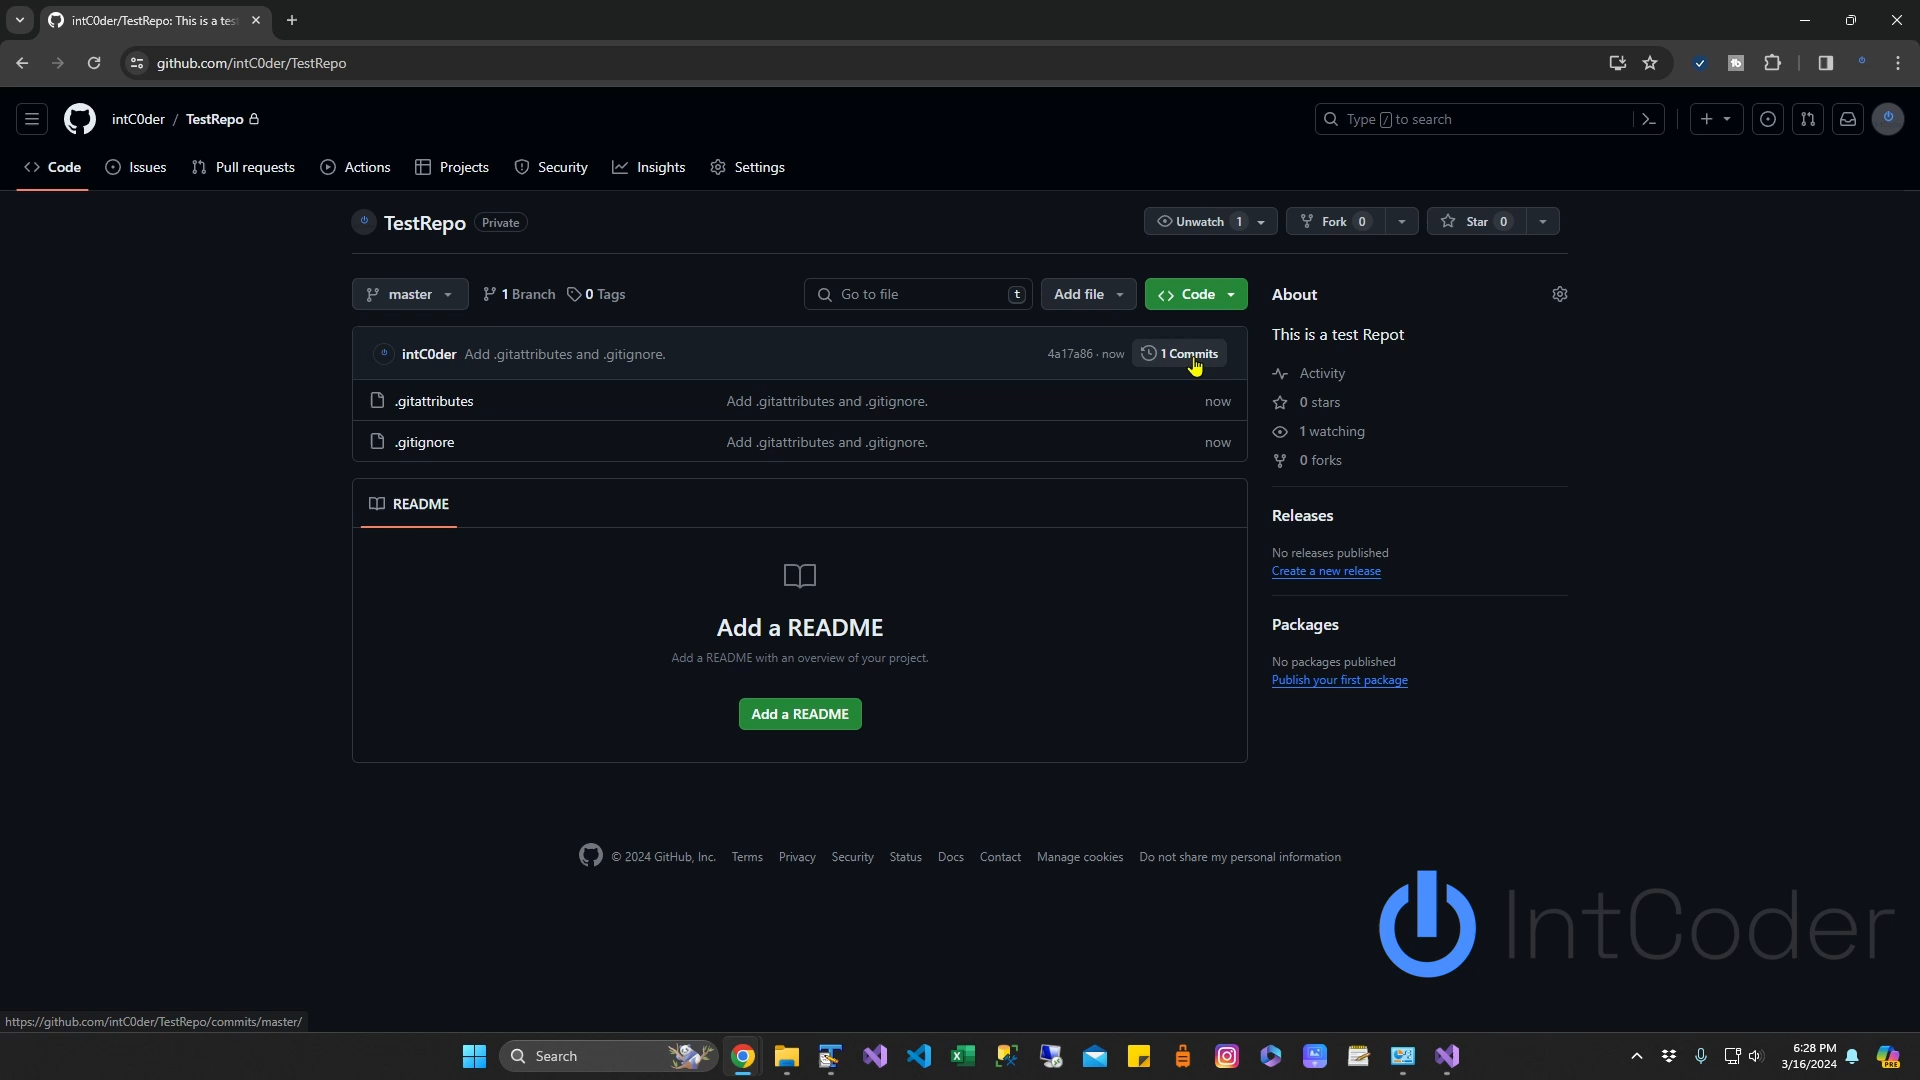 intC0der/TestRepo: This is a tes
github.com/intC0der/TestRepo
intC0der / TestRepo
Type / to search
Code Issues Pull requests Actions Projects Security Insights Settings
TestRepo Private
Unwatch 1 Fork 0 Star 0
master 1 Branch 0 Tags
Go to file t Add file Code
About
This is a test Repot
intC0der Add .gitattributes and .gitignore.
4a17a86 · now 1 Commits
.gitattributes Add .gitattributes and .gitignore. now
.gitignore Add .gitattributes and .gitignore. now
Activity
0 stars
1 watching
0 forks
README
Add a README
Add a README with an overview of your project.
Add a README
Releases
No releases published
Create a new release
Packages
No packages published
Publish your first package
© 2024 GitHub, Inc. Terms Privacy Security Status Docs Contact Manage cookies Do not share my personal information
IntCoder
https://github.com/intC0der/TestRepo/commits/master/
Search
6:28 PM
3/16/2024
PRE